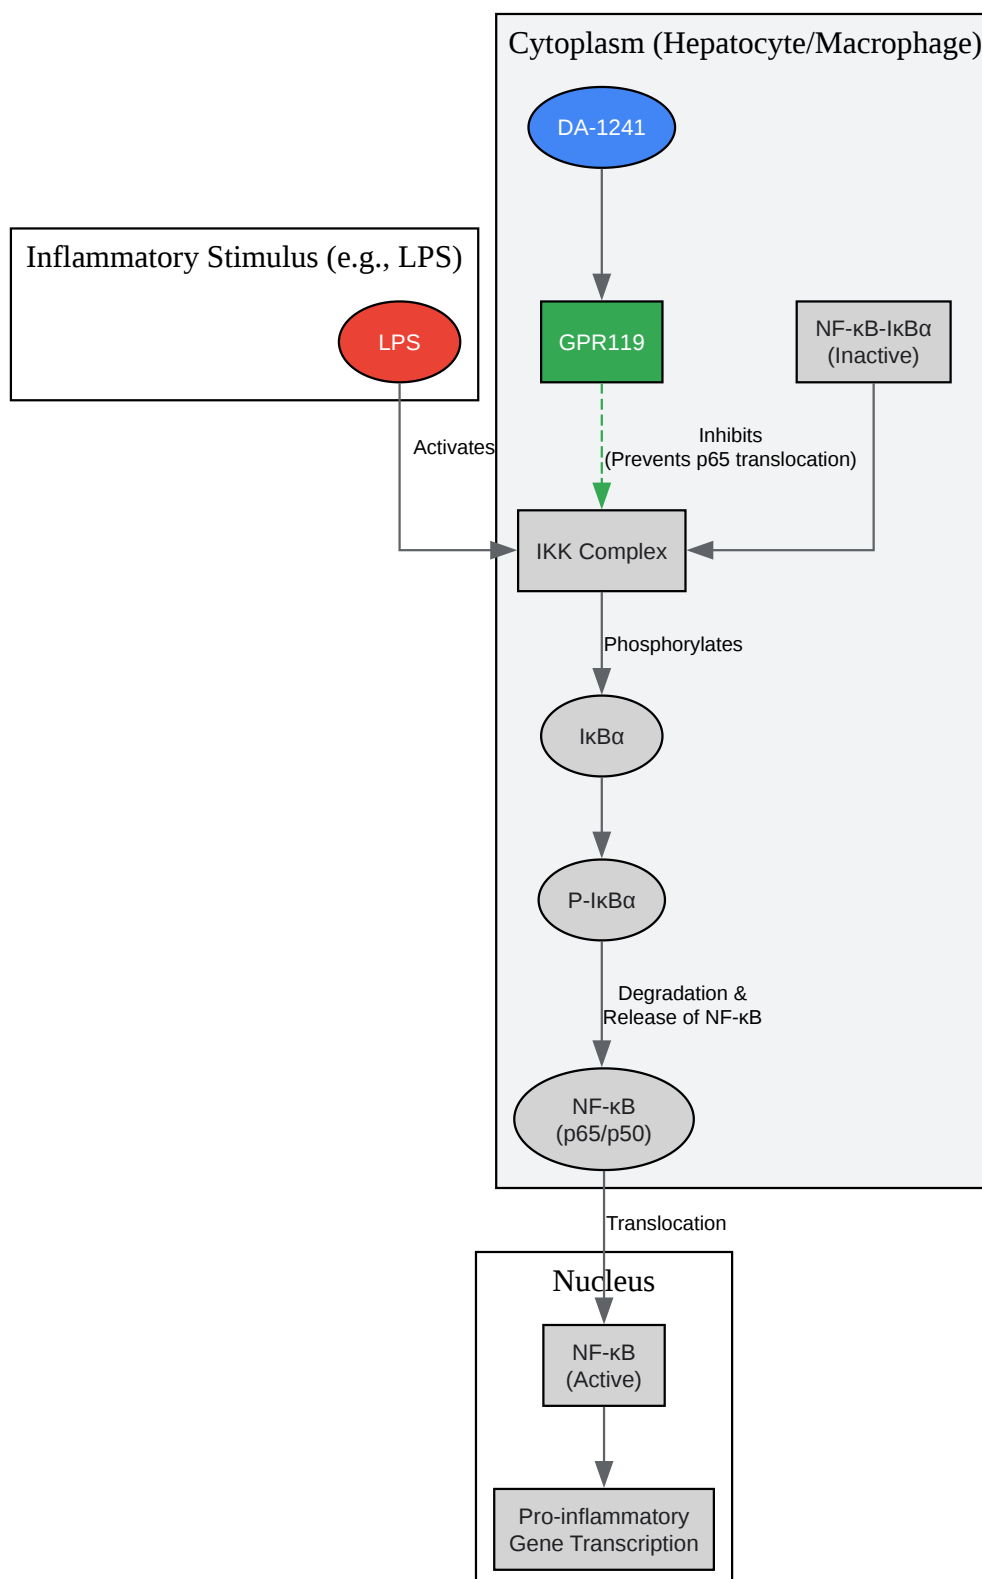 Cytoplasm (Hepatocyte/Macrophage)
DA-1241
Inflammatory Stimulus (e.g., LPS)
LPS
GPR119
NF-κB-IκBα
(Inactive)
Activates
Inhibits
(Prevents p65 translocation)
IKK Complex
Phosphorylates
IκBα
P-IκBα
Degradation &
Release of NF-κB
NF-κB
(p65/p50)
Translocation
Nucleus
NF-κB
(Active)
Pro-inflammatory
Gene Transcription